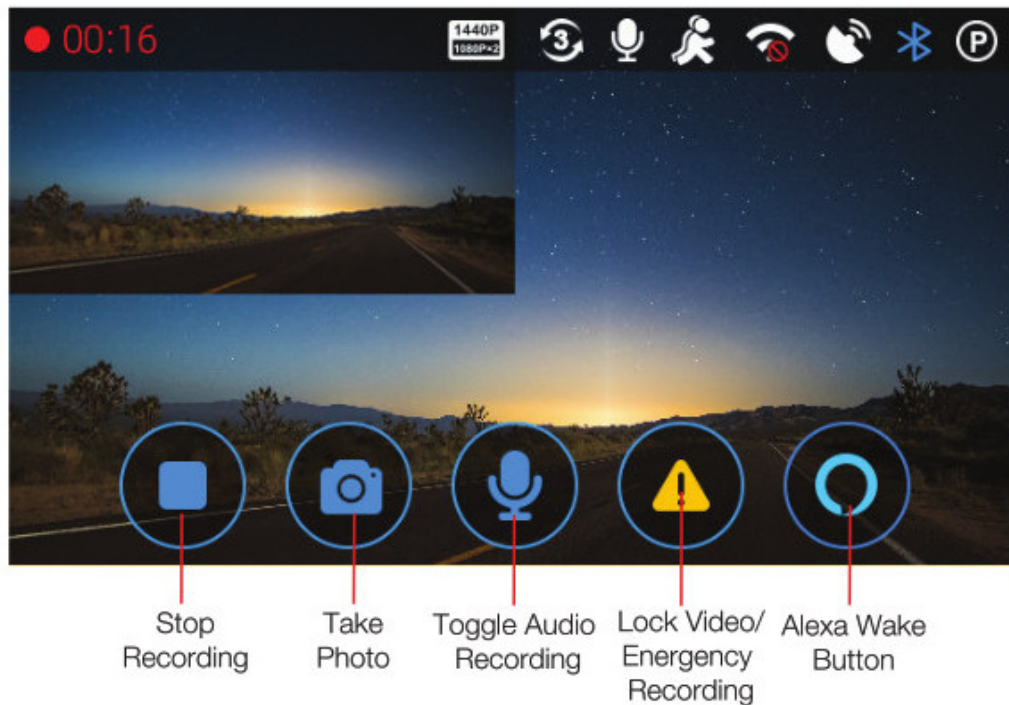 00:16
1440P
1080P×2
3
P
Stop
Recording
Take
Photo
Toggle Audio
Recording
Lock Video/
Energency
Recording
Alexa Wake
Button